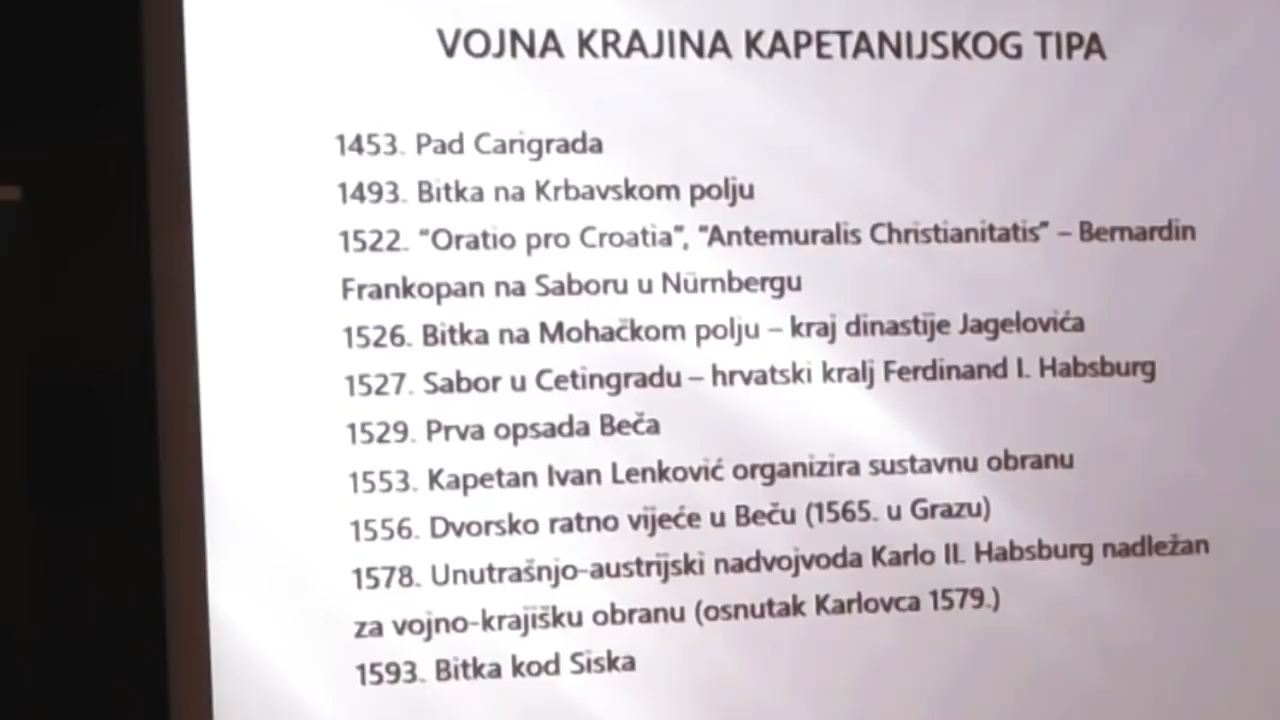 VOJNA KRAJINA KAPETANIJSKOG TIPA
1453. Pad Carigrada
1493. Bitka na Krbavskom polju
1522. "Oratio pro Croatia", "Antemuralis Christianitatis" – Bernardin
Frankopan na Saboru u Nürnbergu
1526. Bitka na Mohačkom polju – kraj dinastije Jagelovića
1527. Sabor u Cetingradu – hrvatski kralj Ferdinand I. Habsburg
1529. Prva opsada Beča
1553. Kapetan Ivan Lenković organizira sustavnu obranu
1556. Dvorsko ratno vijeće u Beču (1565. u Grazu)
1578. Unutrašnjo-austrijski nadvojvoda Karlo II. Habsburg nadležan
za vojno-krajišku obranu (osnutak Karlovca 1579.)
1593. Bitka kod Siska